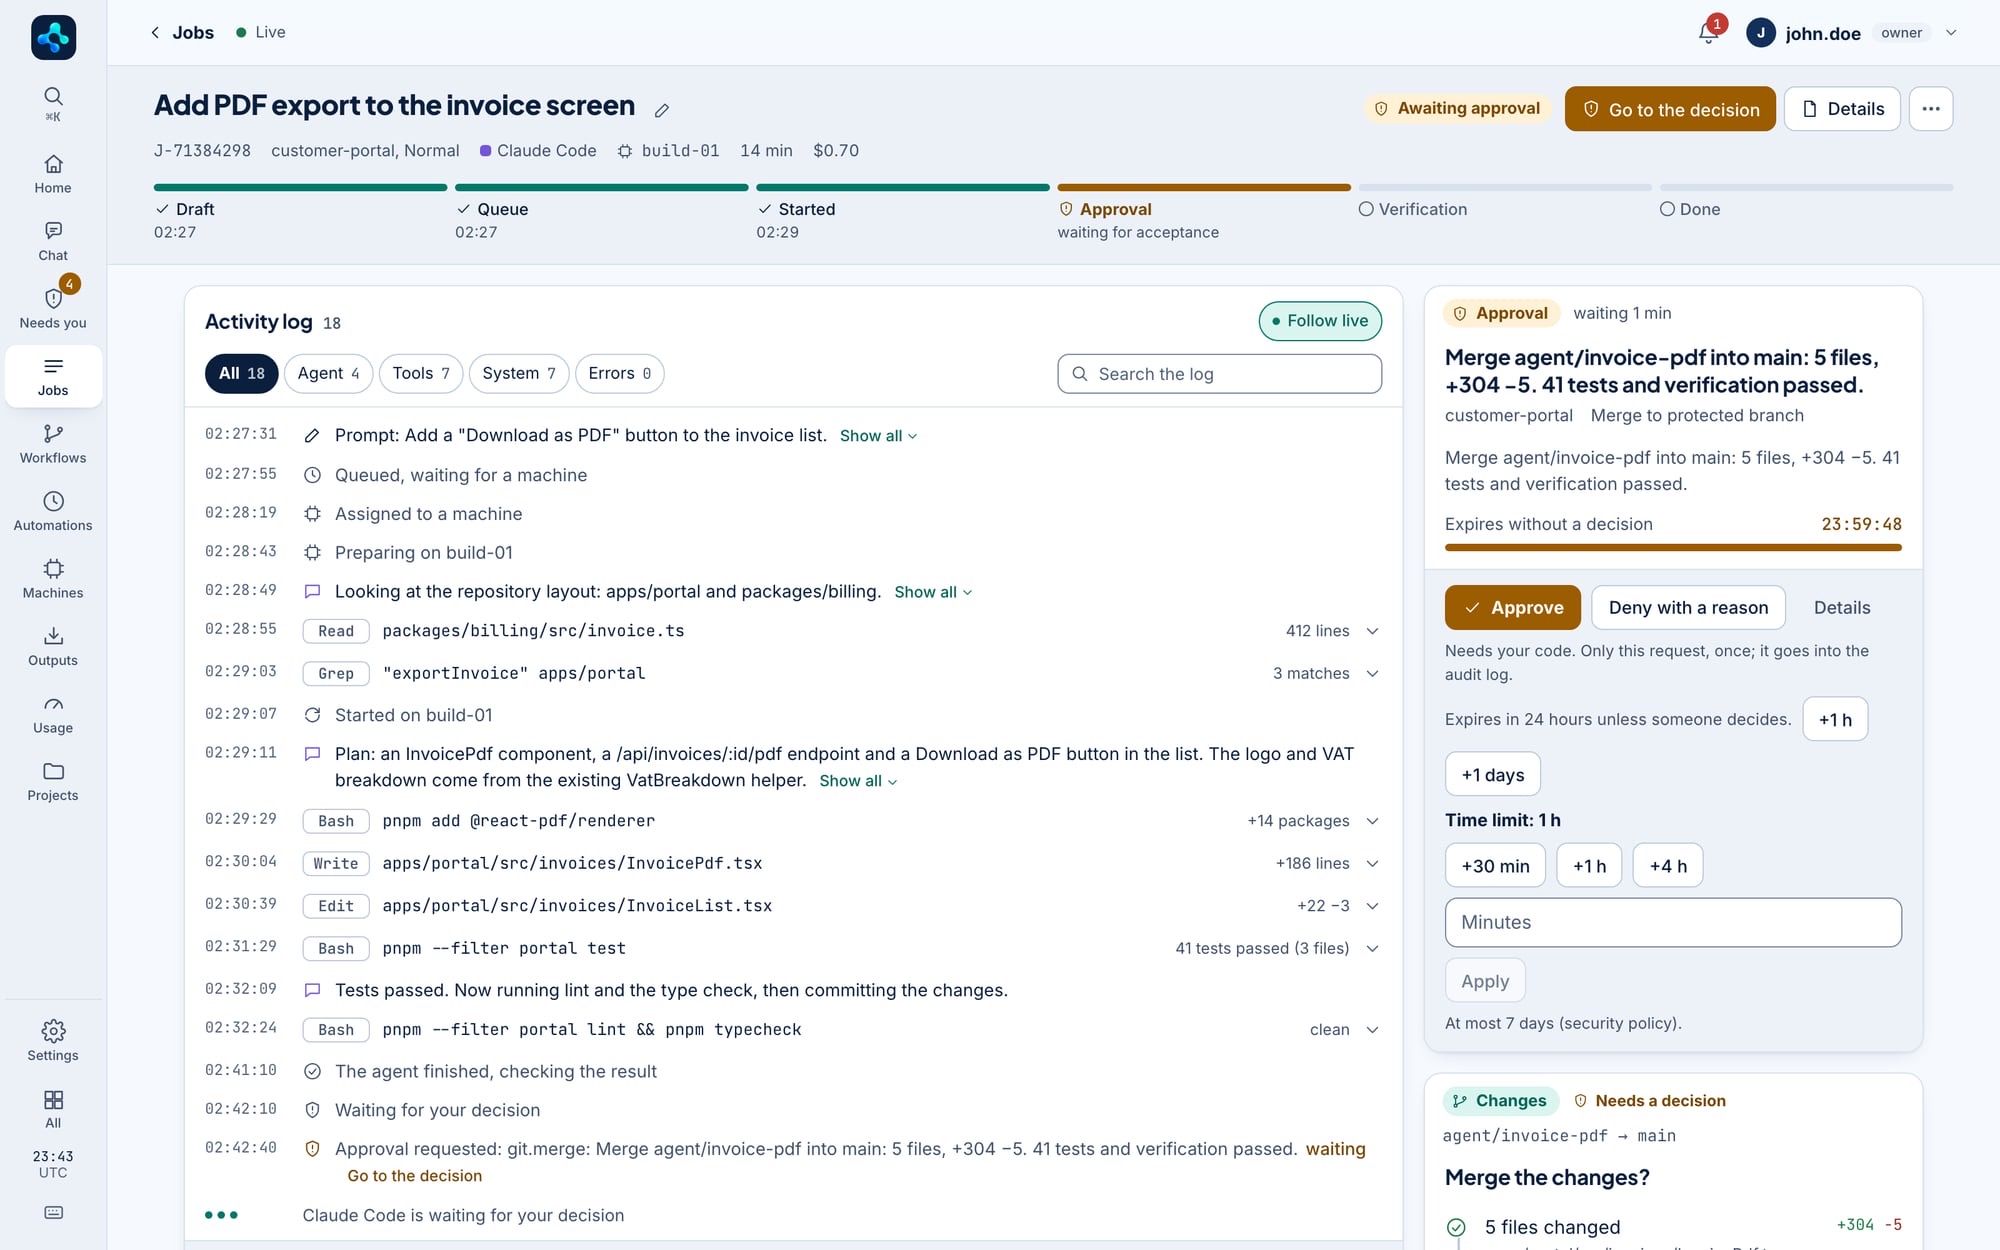 ⌘K
Home
Chat
4
Needs you
Jobs
Workflows
Automations
Machines
Outputs
Usage
Projects
Settings
All
23:43
UTC
Jobs
Live
1
J
john.doe
owner
Add PDF export to the invoice screen
Awaiting approval
Go to the decision
Details
J-71384298 customer-portal, Normal Claude Code build-01 14 min $0.70
Draft
02:27
Queue
02:27
Started
02:29
Approval
waiting for acceptance
Verification
Done
Activity log 18
Follow live
All 18
Agent 4
Tools 7
System 7
Errors 0
Search the log
02:27:31 Prompt: Add a "Download as PDF" button to the invoice list. Show all
02:27:55 Queued, waiting for a machine
02:28:19 Assigned to a machine
02:28:43 Preparing on build-01
02:28:49 Looking at the repository layout: apps/portal and packages/billing. Show all
02:28:55 Read packages/billing/src/invoice.ts 412 lines
02:29:03 Grep "exportInvoice" apps/portal 3 matches
02:29:07 Started on build-01
02:29:11 Plan: an InvoicePdf component, a /api/invoices/:id/pdf endpoint and a Download as PDF button in the list. The logo and VAT
breakdown come from the existing VatBreakdown helper. Show all
02:29:29 Bash pnpm add @react-pdf/renderer +14 packages
02:30:04 Write apps/portal/src/invoices/InvoicePdf.tsx +186 lines
02:30:39 Edit apps/portal/src/invoices/InvoiceList.tsx +22 −3
02:31:29 Bash pnpm --filter portal test 41 tests passed (3 files)
02:32:09 Tests passed. Now running lint and the type check, then committing the changes.
02:32:24 Bash pnpm --filter portal lint && pnpm typecheck clean
02:41:10 The agent finished, checking the result
02:42:10 Waiting for your decision
02:42:40 Approval requested: git.merge: Merge agent/invoice-pdf into main: 5 files, +304 −5. 41 tests and verification passed. waiting
Go to the decision
Claude Code is waiting for your decision
Approval
waiting 1 min
Merge agent/invoice-pdf into main: 5 files,
+304 −5. 41 tests and verification passed.
customer-portal Merge to protected branch
Merge agent/invoice-pdf into main: 5 files, +304 −5. 41
tests and verification passed.
Expires without a decision 23:59:48
Approve
Deny with a reason
Details
Needs your code. Only this request, once; it goes into the
audit log.
Expires in 24 hours unless someone decides. +1 h
+1 days
Time limit: 1 h
+30 min
+1 h
+4 h
Minutes
Apply
At most 7 days (security policy).
Changes
Needs a decision
agent/invoice-pdf → main
Merge the changes?
5 files changed +304 -5